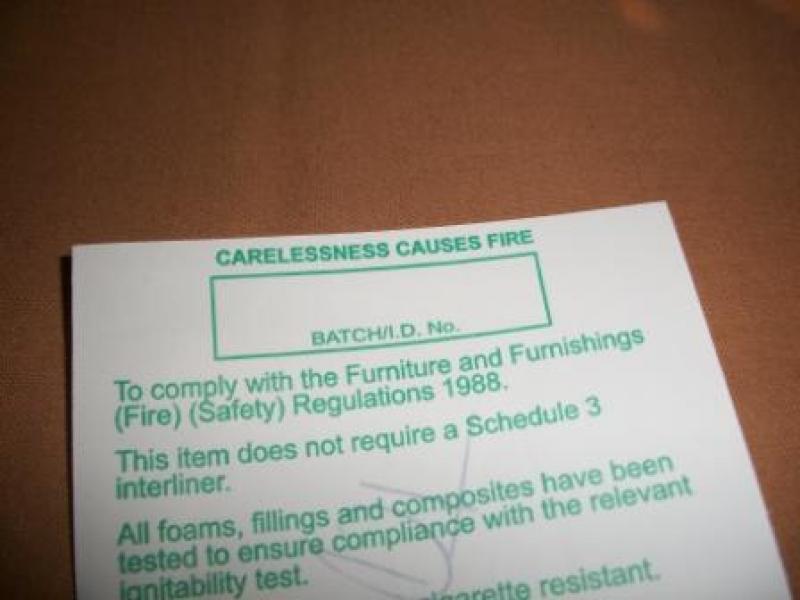 CARELESSNESS CAUSES FIRE
BATCH/I.D. No.
To comply with the Furniture and Furnishings
(Fire) (Safety) Regulations 1988.
This item does not require a Schedule 3
interliner.
All foams, fillings and composites have been
tested to ensure compliance with the relevant
ignitability test.
cigarette resistant.